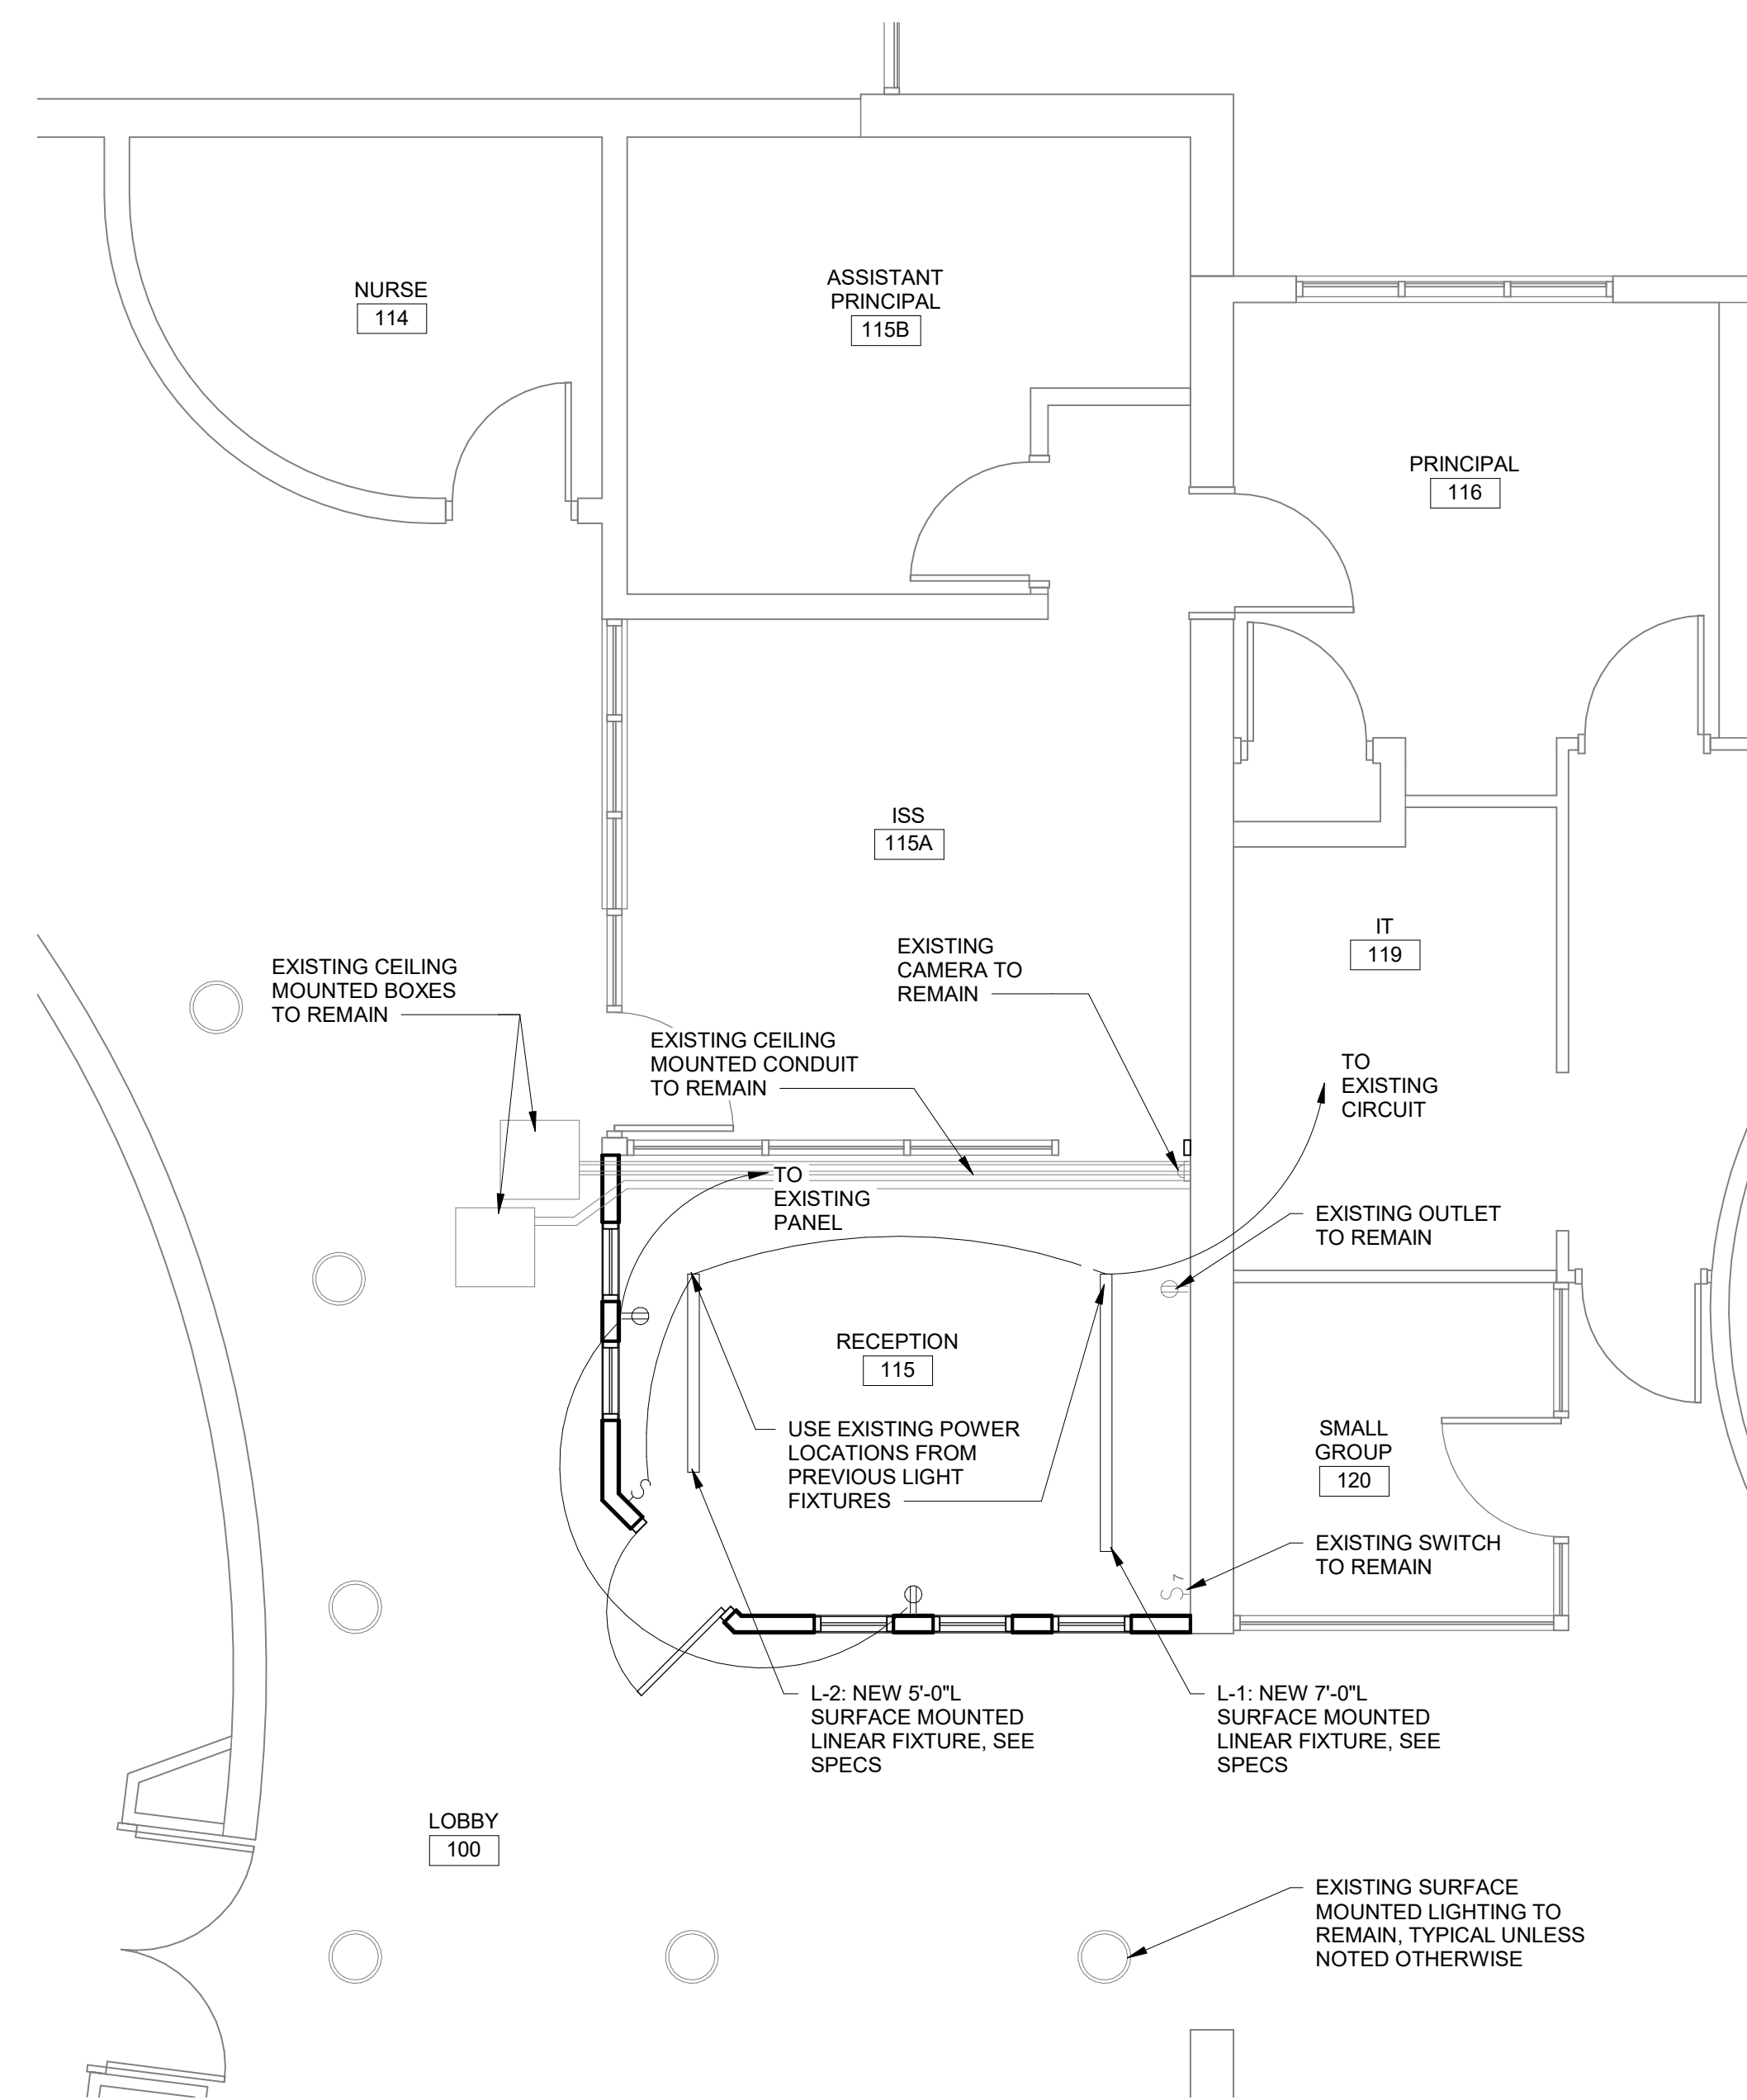 NURSE
114
ASSISTANT
PRINCIPAL
115B
PRINCIPAL
116
ISS
115A
IT
119
EXISTING CEILING
MOUNTED BOXES
TO REMAIN
EXISTING
CAMERA TO
REMAIN
EXISTING CEILING
MOUNTED CONDUIT
TO REMAIN
TO
EXISTING
CIRCUIT
TO
EXISTING
PANEL
EXISTING OUTLET
TO REMAIN
RECEPTION
115
USE EXISTING POWER
LOCATIONS FROM
PREVIOUS LIGHT
FIXTURES
SMALL
GROUP
120
S
EXISTING SWITCH
TO REMAIN
S7
L-2: NEW 5'-0"L
SURFACE MOUNTED
LINEAR FIXTURE, SEE
SPECS
L-1: NEW 7'-0"L
SURFACE MOUNTED
LINEAR FIXTURE, SEE
SPECS
LOBBY
100
EXISTING SURFACE
MOUNTED LIGHTING TO
REMAIN, TYPICAL UNLESS
NOTED OTHERWISE